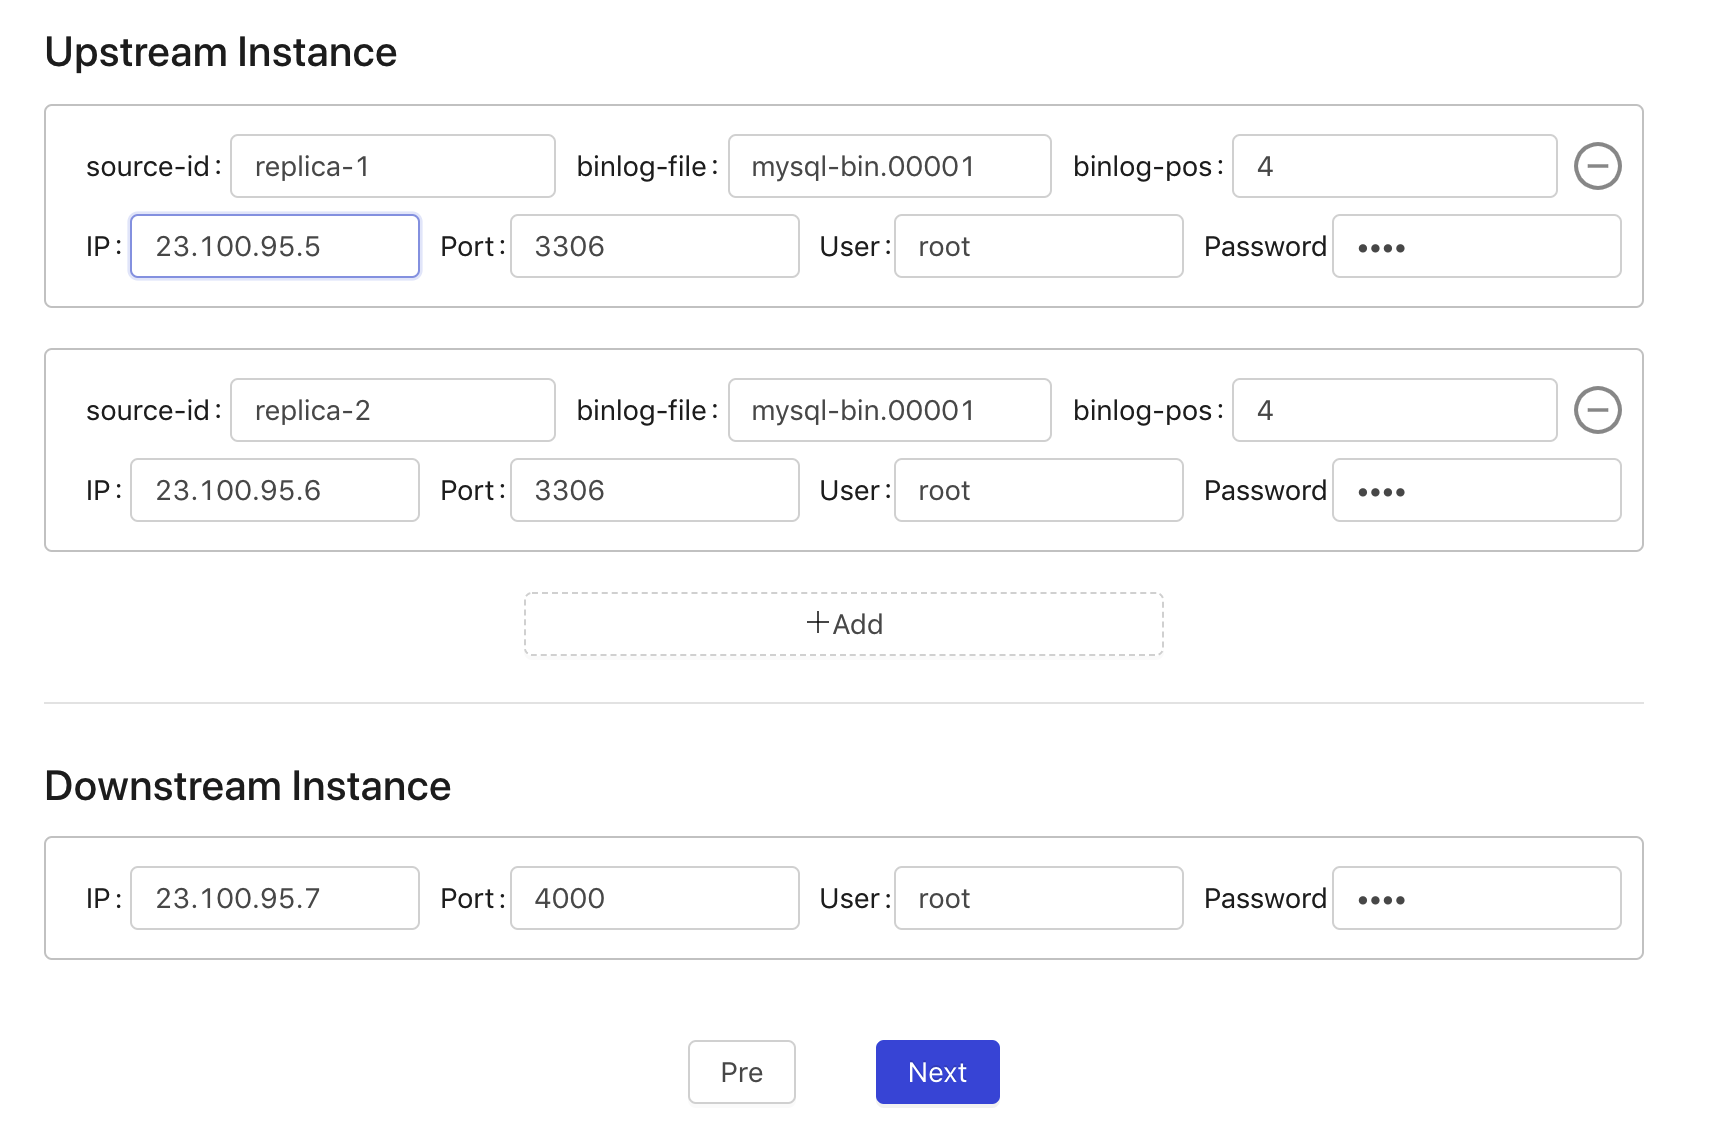 Upstream Instance
source-id: replica-1 binlog-file: mysql-bin.00001 binlog-pos: 4
IP: 23.100.95.5 Port: 3306 User: root Password ••••
source-id: replica-2 binlog-file: mysql-bin.00001 binlog-pos: 4
IP: 23.100.95.6 Port: 3306 User: root Password ••••
+Add
Downstream Instance
IP: 23.100.95.7 Port: 4000 User: root Password ••••
Pre Next